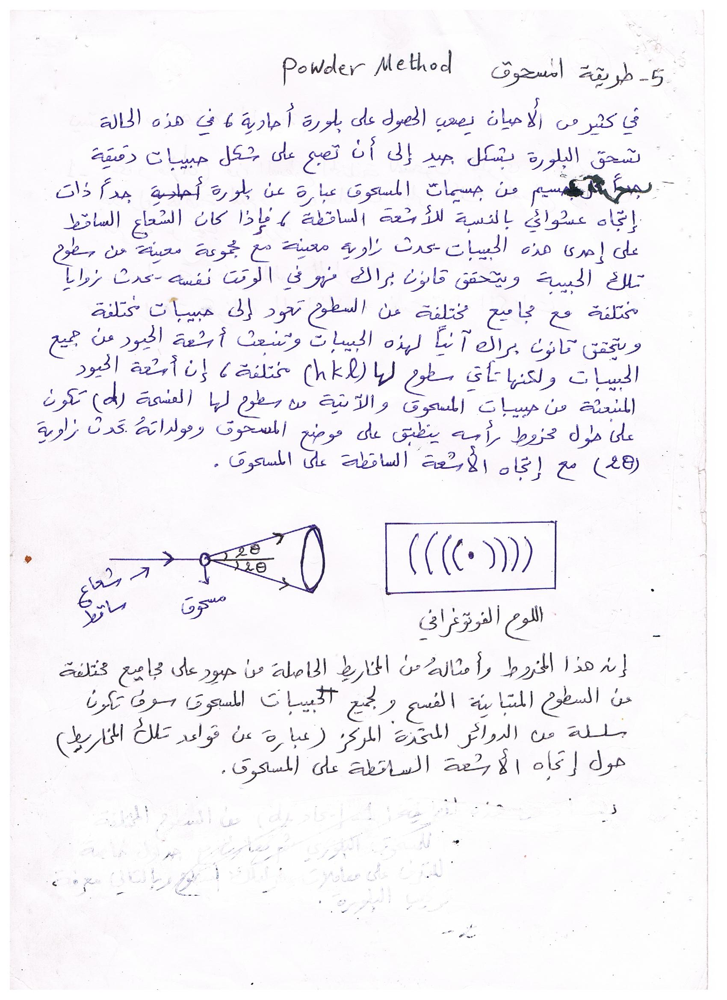 5- طريقة المسحوق Powder Method
في كثير من ألاحيان يصعب الحصول على بلورة أحادية ، في هذه الحالة
تسحق البلورة بشكل جيد إلى أن تصبح على شكل حبيبات دقيقة
جسيم من جسيمات المسحوق عبارة عن بلورة أحادية جداً ذات
إتجاه عشوائي بالنسبة للأشعة الساقطة ، فإذا كان الشعاع الساقط
على إحدى هذه الحبيبات يحدث زاوية معينة مع مجموعة معينة من سطوح
تلك الحبيبة ويتحقق قانون براك فهو في الوقت نفسه يحدث زوايا
مختلفة مع مجاميع مختلفة من السطوح تعود إلى حبيبات مختلفة
ويتحقق قانون براك آنياً لهذه الحبيبات وتنبعث أشعة الحيود من جميع
الحبيبات ولكنها تأتي سطوح لها (hkl) مختلفة ، إن أشعة الحيود
المنبعثة من حبيبات المسحوق والآتية من سطوح لها الفسحة (d) تكون
على طول مخروط رأسه ينطبق على موضع المسحوق ومولداتهُ تحدث زاوية
(2θ) مع إتجاه ألاشعة الساقطة على المسحوق .
2θ
2θ
شعاع
ساقط
مسحوق
اللوح الفوتوغرافي
إن هذا المخروط وأمثالهُ من المخاريط الحاصلة من حيود على مجاميع مختلفة
من السطوح المتباينة الفسح ولجميع الحبيبات المسحوق سوف تكون
سلسلة من الدوائر المتحدة المركز (عبارة عن قواعد تلك المخاريط)
حول إتجاه ألاشعة الساقطة على المسحوق .